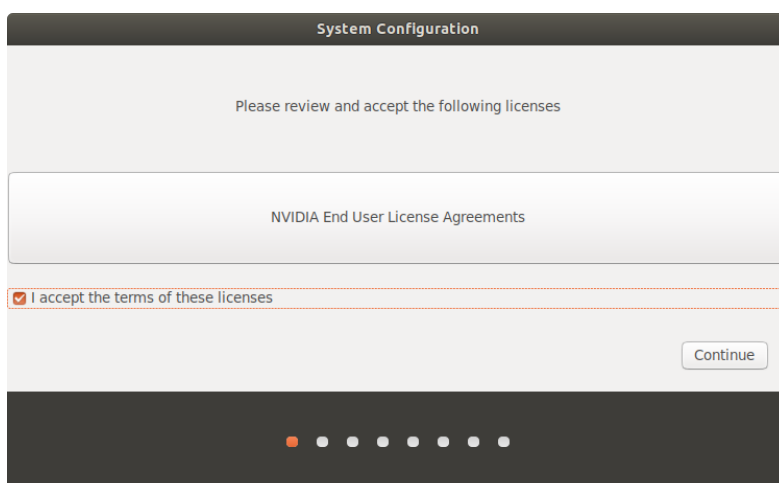 System Configuration
Please review and accept the following licenses
NVIDIA End User License Agreements
I accept the terms of these licenses
Continue